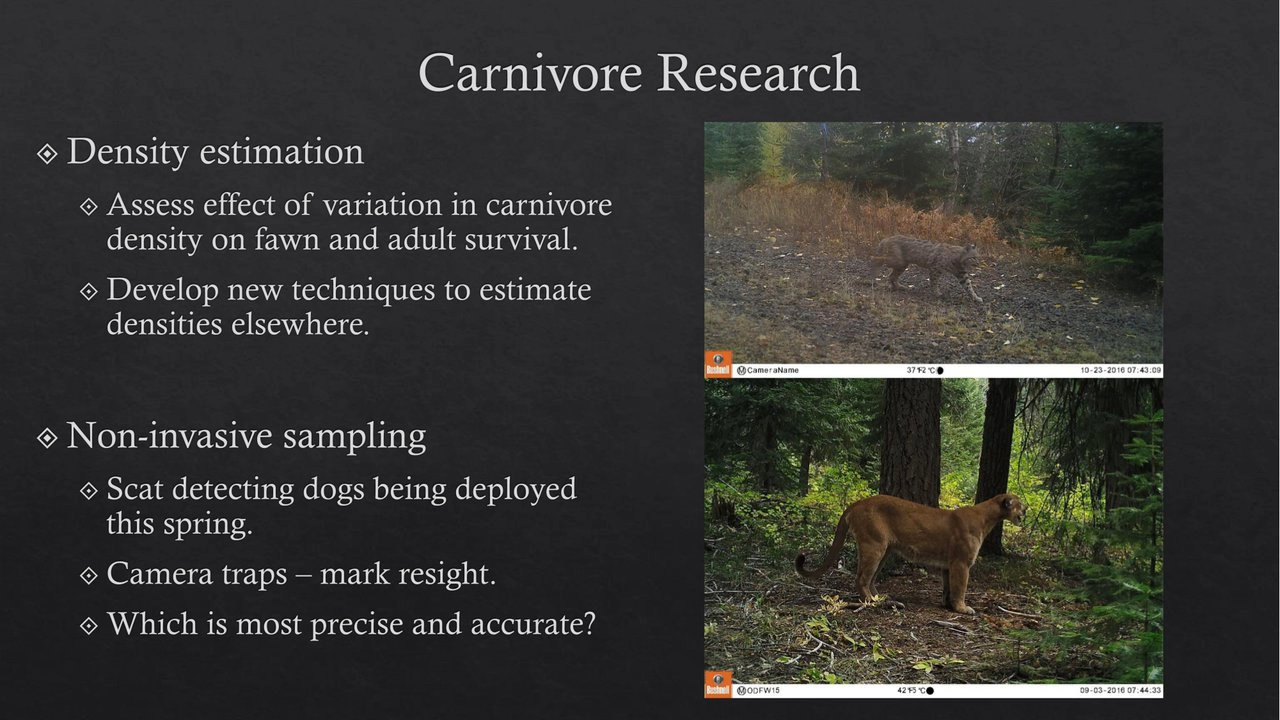 Carnivore Research
Density estimation
Assess effect of variation in carnivore
density on fawn and adult survival.
Develop new techniques to estimate
densities elsewhere.
Non-invasive sampling
Scat detecting dogs being deployed
this spring.
Camera traps – mark resight.
Which is most precise and accurate?
Bushnell
CameraName
37°F2 °C
10-23-2016 07:43:09
Bushnell
ODFW15
42°F5 °C
09-03-2016 07:44:33